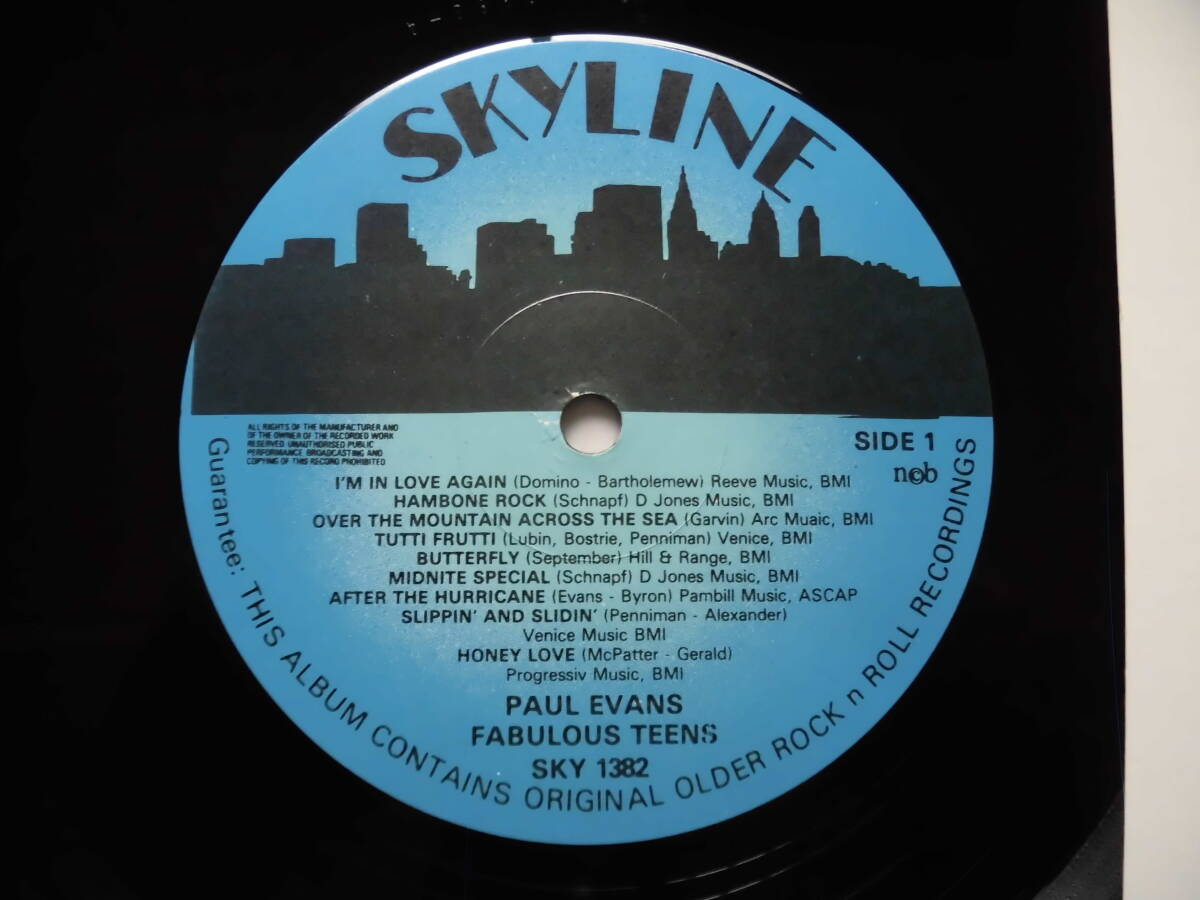 SKYLINE
ALL RIGHTS OF THE MANUFACTURER AND
OF THE OWNER OF THE RECORDED WORK
RESERVED UNAUTHORISED PUBLIC
PERFORMANCE BROADCASTING AND
COPYING OF THIS RECORD PROHIBITED
SIDE 1
n©b
I'M IN LOVE AGAIN (Domino - Bartholemew) Reeve Music, BMI
HAMBONE ROCK (Schnapf) D Jones Music, BMI
OVER THE MOUNTAIN ACROSS THE SEA (Garvin) Arc Muaic, BMI
TUTTI FRUTTI (Lubin, Bostrie, Penniman) Venice, BMI
BUTTERFLY (September) Hill & Range, BMI
MIDNITE SPECIAL (Schnapf) D Jones Music, BMI
AFTER THE HURRICANE (Evans - Byron) Pambill Music, ASCAP
SLIPPIN' AND SLIDIN' (Penniman - Alexander)
Venice Music BMI
HONEY LOVE (McPatter - Gerald)
Progressiv Music, BMI
PAUL EVANS
FABULOUS TEENS
SKY 1382
Guarantee: THIS ALBUM CONTAINS ORIGINAL OLDER ROCK n ROLL RECORDINGS